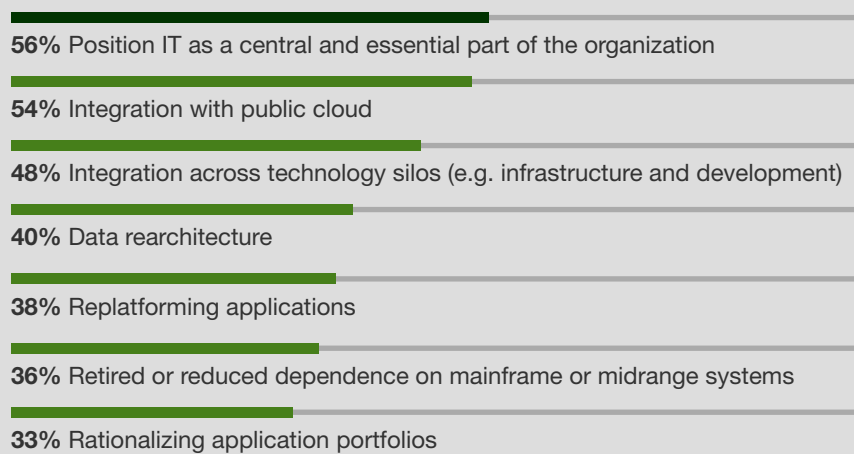 56% Position IT as a central and essential part of the organization
54% Integration with public cloud
48% Integration across technology silos (e.g. infrastructure and development)
40% Data rearchitecture
38% Replatforming applications
36% Retired or reduced dependence on mainframe or midrange systems
33% Rationalizing application portfolios